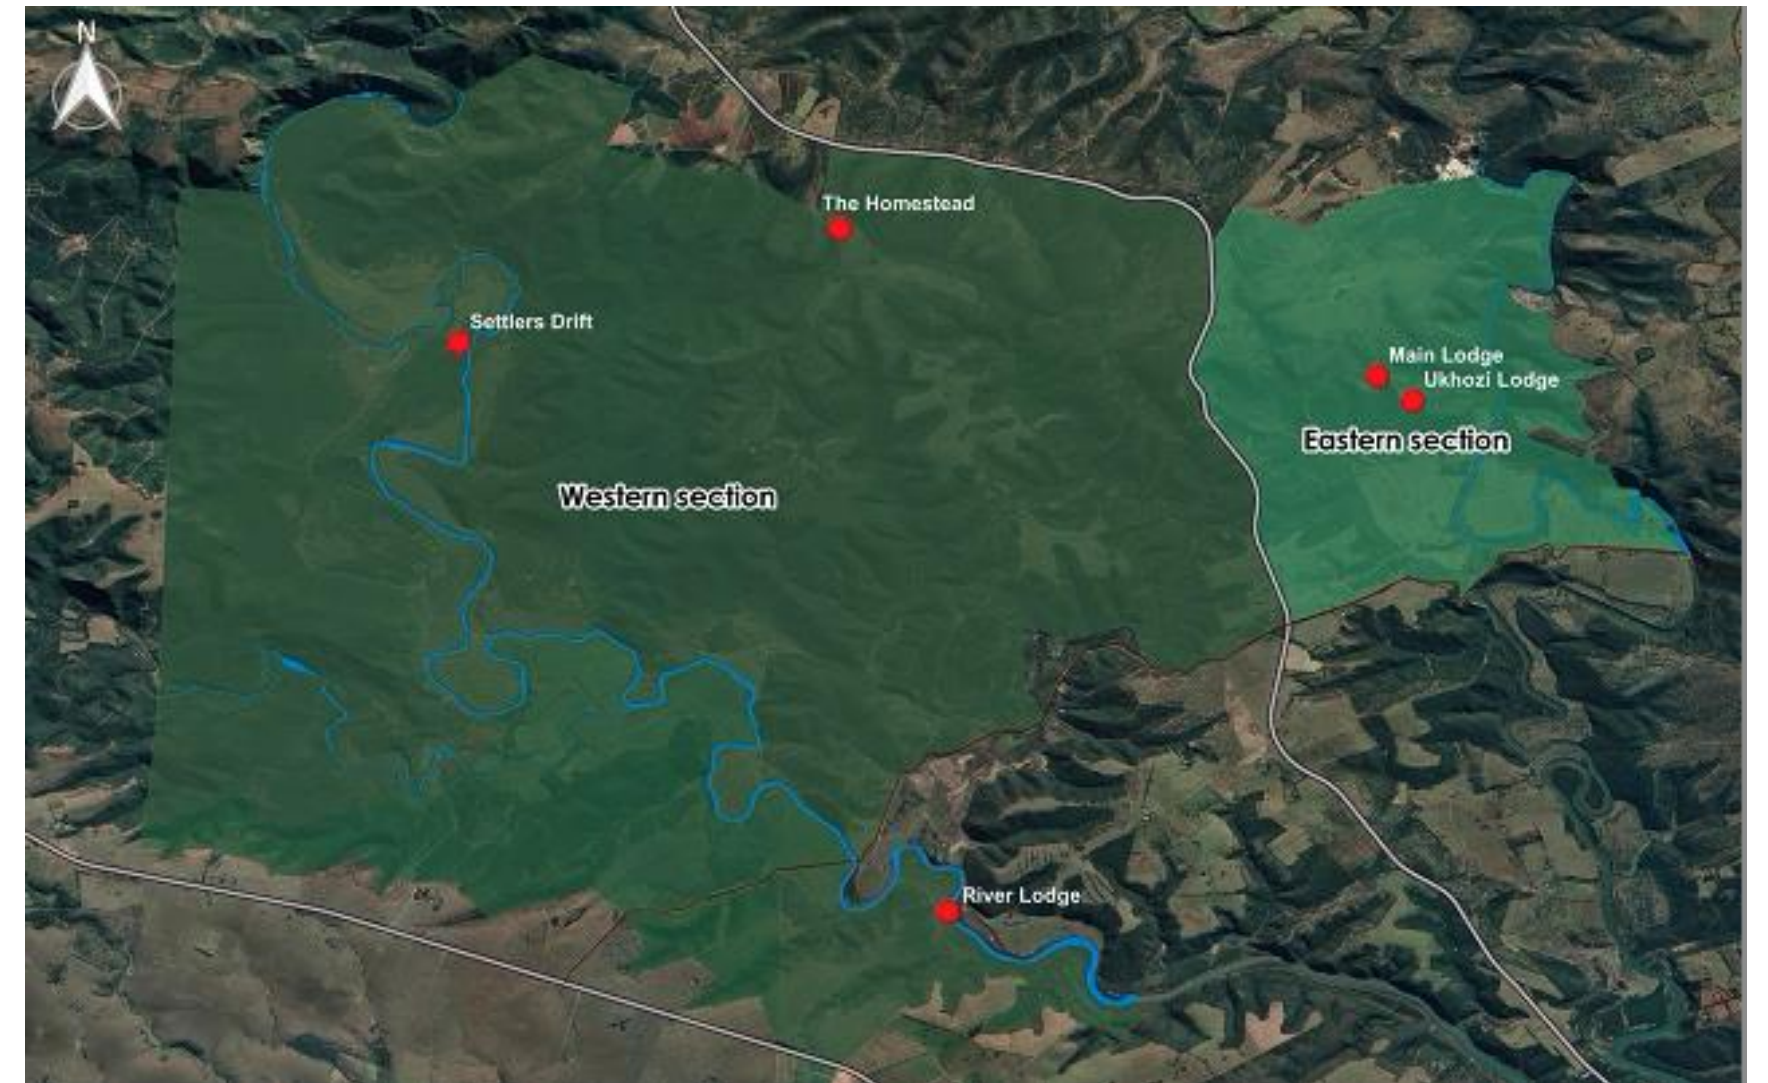 N
The Homestead
Settlers Drift
Main Lodge
Ukhozi Lodge
Eastern section
Western section
River Lodge